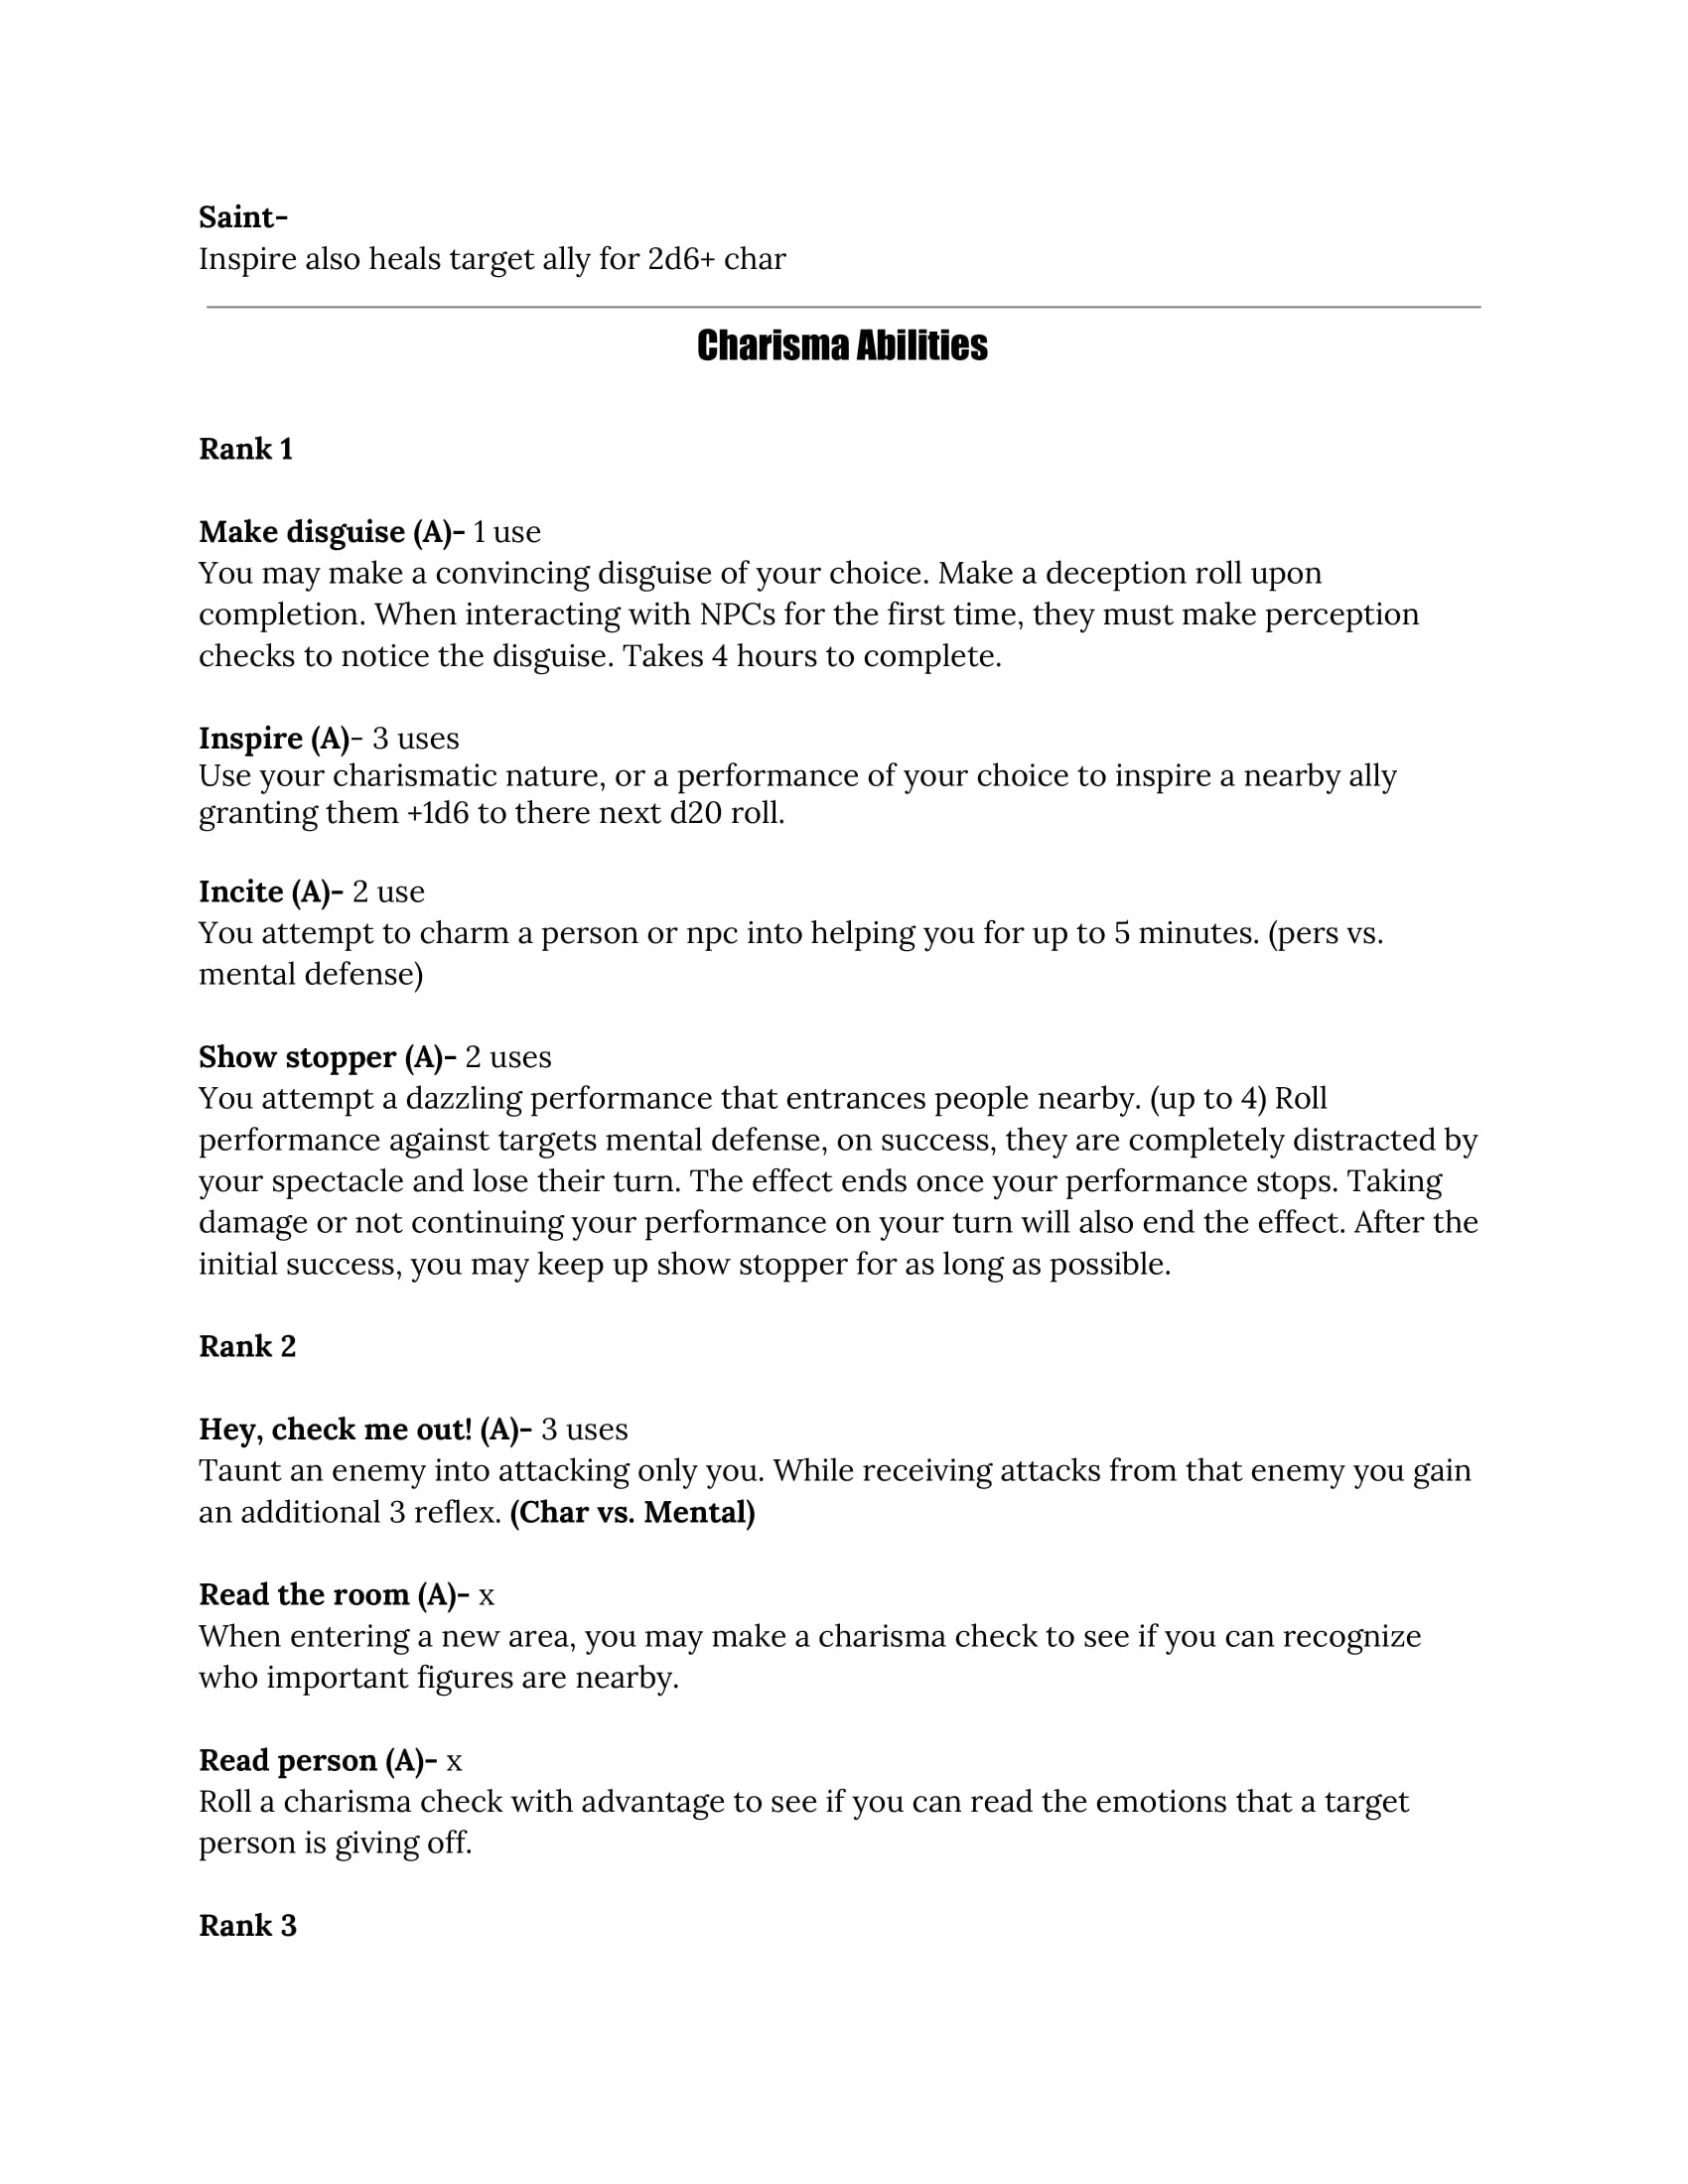 Saint-
Inspire also heals target ally for 2d6+ char
Charisma Abilities
Rank 1
Make disguise (A)- 1 use
You may make a convincing disguise of your choice. Make a deception roll upon
completion. When interacting with NPCs for the first time, they must make perception
checks to notice the disguise. Takes 4 hours to complete.
Inspire (A)- 3 uses
Use your charismatic nature, or a performance of your choice to inspire a nearby ally
granting them +1d6 to there next d20 roll.
Incite (A)- 2 use
You attempt to charm a person or npc into helping you for up to 5 minutes. (pers vs.
mental defense)
Show stopper (A)- 2 uses
You attempt a dazzling performance that entrances people nearby. (up to 4) Roll
performance against targets mental defense, on success, they are completely distracted by
your spectacle and lose their turn. The effect ends once your performance stops. Taking
damage or not continuing your performance on your turn will also end the effect. After the
initial success, you may keep up show stopper for as long as possible.
Rank 2
Hey, check me out! (A)- 3 uses
Taunt an enemy into attacking only you. While receiving attacks from that enemy you gain
an additional 3 reflex. (Char vs. Mental)
Read the room (A)- x
When entering a new area, you may make a charisma check to see if you can recognize
who important figures are nearby.
Read person (A)- x
Roll a charisma check with advantage to see if you can read the emotions that a target
person is giving off.
Rank 3